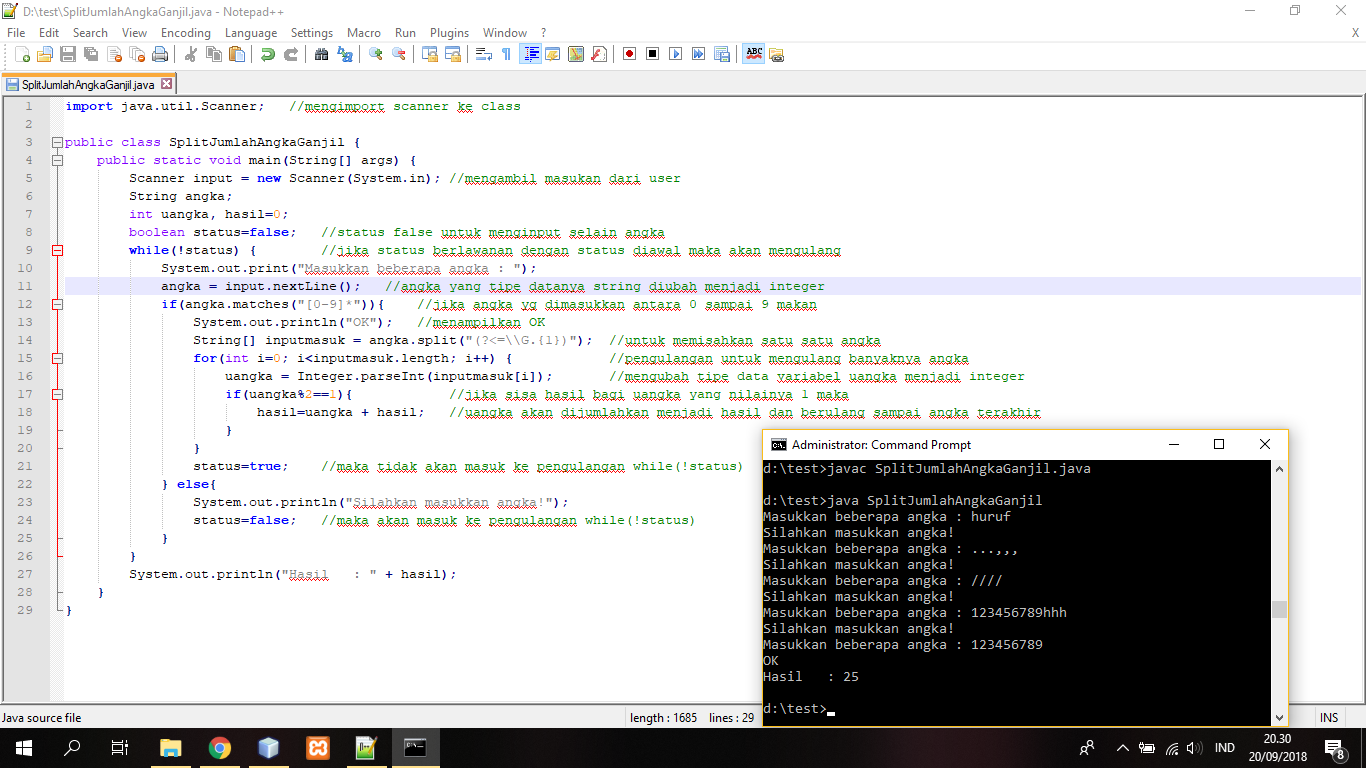 D:\test\SplitJumlahAngkaGanjil.java - Notepad++
File Edit Search View Encoding Language Settings Macro Run Plugins Window ? X
SplitJumlahAngkaGanjil.java
1 import java.util.Scanner; //mengimport scanner ke class
2
3 public class SplitJumlahAngkaGanjil {
4 public static void main(String[] args) {
5 Scanner input = new Scanner(System.in); //mengambil masukan dari user
6 String angka;
7 int uangka, hasil=0;
8 boolean status=false; //status false untuk menginput selain angka
9 while(!status) { //jika status berlawanan dengan status diawal maka akan mengulang
10 System.out.print("Masukkan beberapa angka : ");
11 angka = input.nextLine(); //angka yang tipe datanya string diubah menjadi integer
12 if(angka.matches("[0-9]*")){ //jika angka yg dimasukkan antara 0 sampai 9 makan
13 System.out.println("OK"); //menampilkan OK
14 String[] inputmasuk = angka.split("(?<=\\G.{1})"); //untuk memisahkan satu satu angka
15 for(int i=0; i<inputmasuk.length; i++) { //pengulangan untuk mengulang banyaknya angka
16 uangka = Integer.parseInt(inputmasuk[i]); //mengubah tipe data variabel uangka menjadi integer
17 if(uangka%2==1){ //jika sisa hasil bagi uangka yang nilainya 1 maka
18 hasil=uangka + hasil; //uangka akan dijumlahkan menjadi hasil dan berulang sampai angka terakhir
19 }
20 }
21 status=true; //maka tidak akan masuk ke pengulangan while(!status)
22 } else{
23 System.out.println("Silahkan masukkan angka!");
24 status=false; //maka akan masuk ke pengulangan while(!status)
25 }
26 }
27 System.out.println("Hasil   : " + hasil);
28 }
29 }
Administrator: Command Prompt
d:\test>javac SplitJumlahAngkaGanjil.java
d:\test>java SplitJumlahAngkaGanjil
Masukkan beberapa angka : huruf
Silahkan masukkan angka!
Masukkan beberapa angka : ...,,,
Silahkan masukkan angka!
Masukkan beberapa angka : ////
Silahkan masukkan angka!
Masukkan beberapa angka : 123456789hhh
Silahkan masukkan angka!
Masukkan beberapa angka : 123456789
OK
Hasil   : 25
d:\test>
Java source file length : 1685 lines : 29 INS
IND 20.30
20/09/2018 8